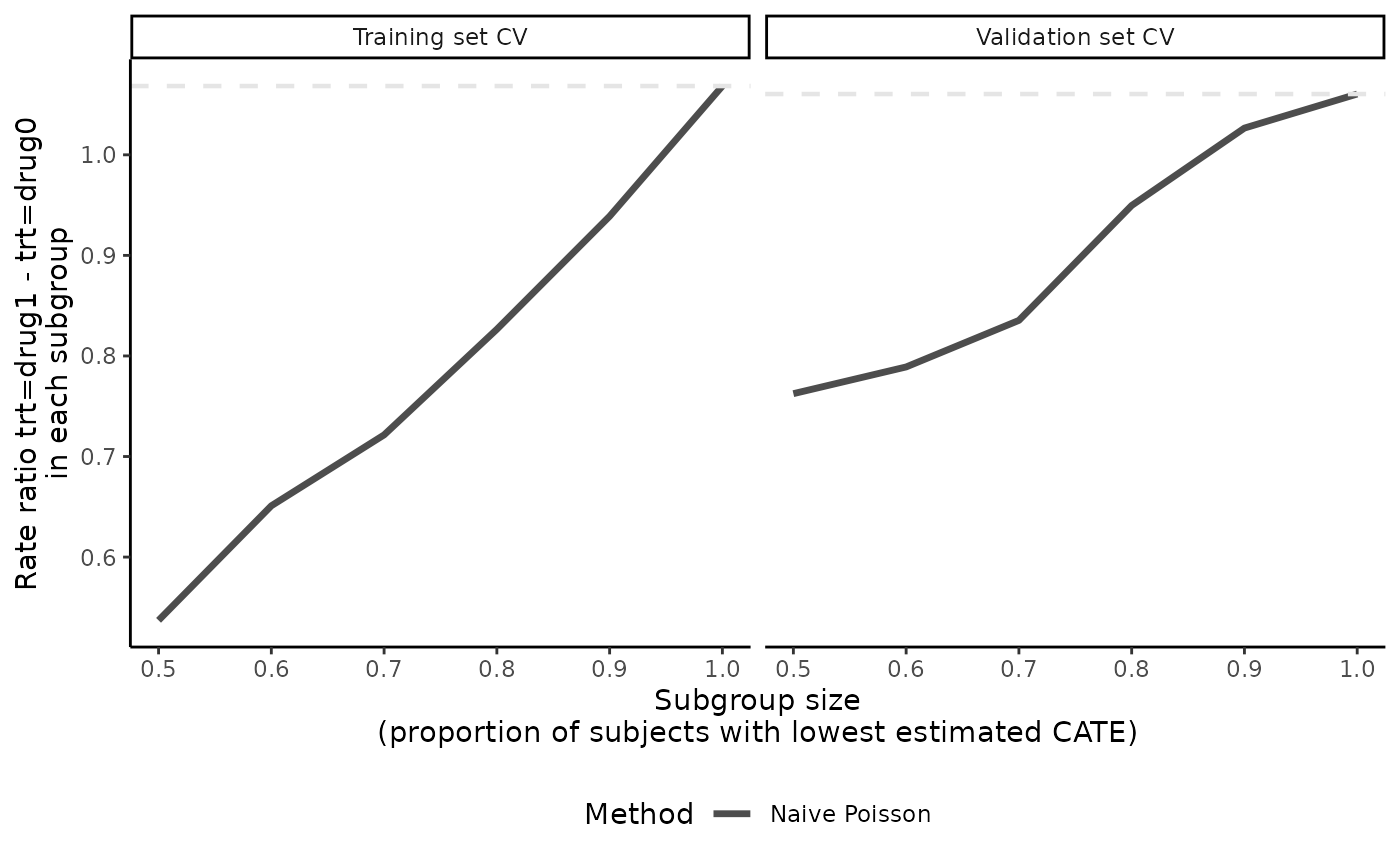 Training set CV
Validation set CV
Rate ratio trt=drug1 - trt=drug0
in each subgroup
1.0
0.9
0.8
0.7
0.6
0.5 0.6 0.7 0.8 0.9 1.0
0.5 0.6 0.7 0.8 0.9 1.0
Subgroup size
(proportion of subjects with lowest estimated CATE)
Method Naive Poisson